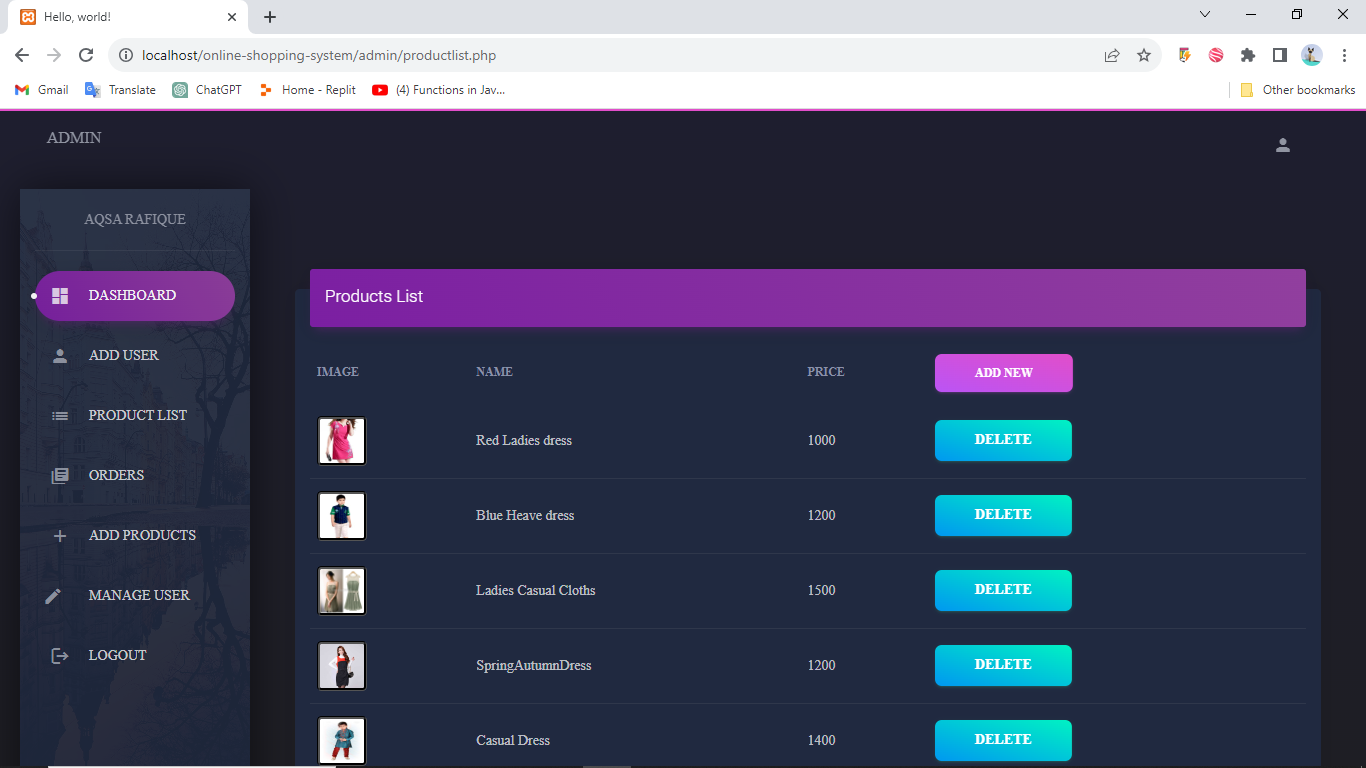 Hello, world!
localhost/online-shopping-system/admin/productlist.php
Gmail Translate ChatGPT Home - Replit (4) Functions in Jav... Other bookmarks
ADMIN
AQSA RAFIQUE
DASHBOARD
ADD USER
PRODUCT LIST
ORDERS
ADD PRODUCTS
MANAGE USER
LOGOUT
Products List
IMAGE NAME PRICE ADD NEW
Red Ladies dress 1000 DELETE
Blue Heave dress 1200 DELETE
Ladies Casual Cloths 1500 DELETE
SpringAutumnDress 1200 DELETE
Casual Dress 1400 DELETE